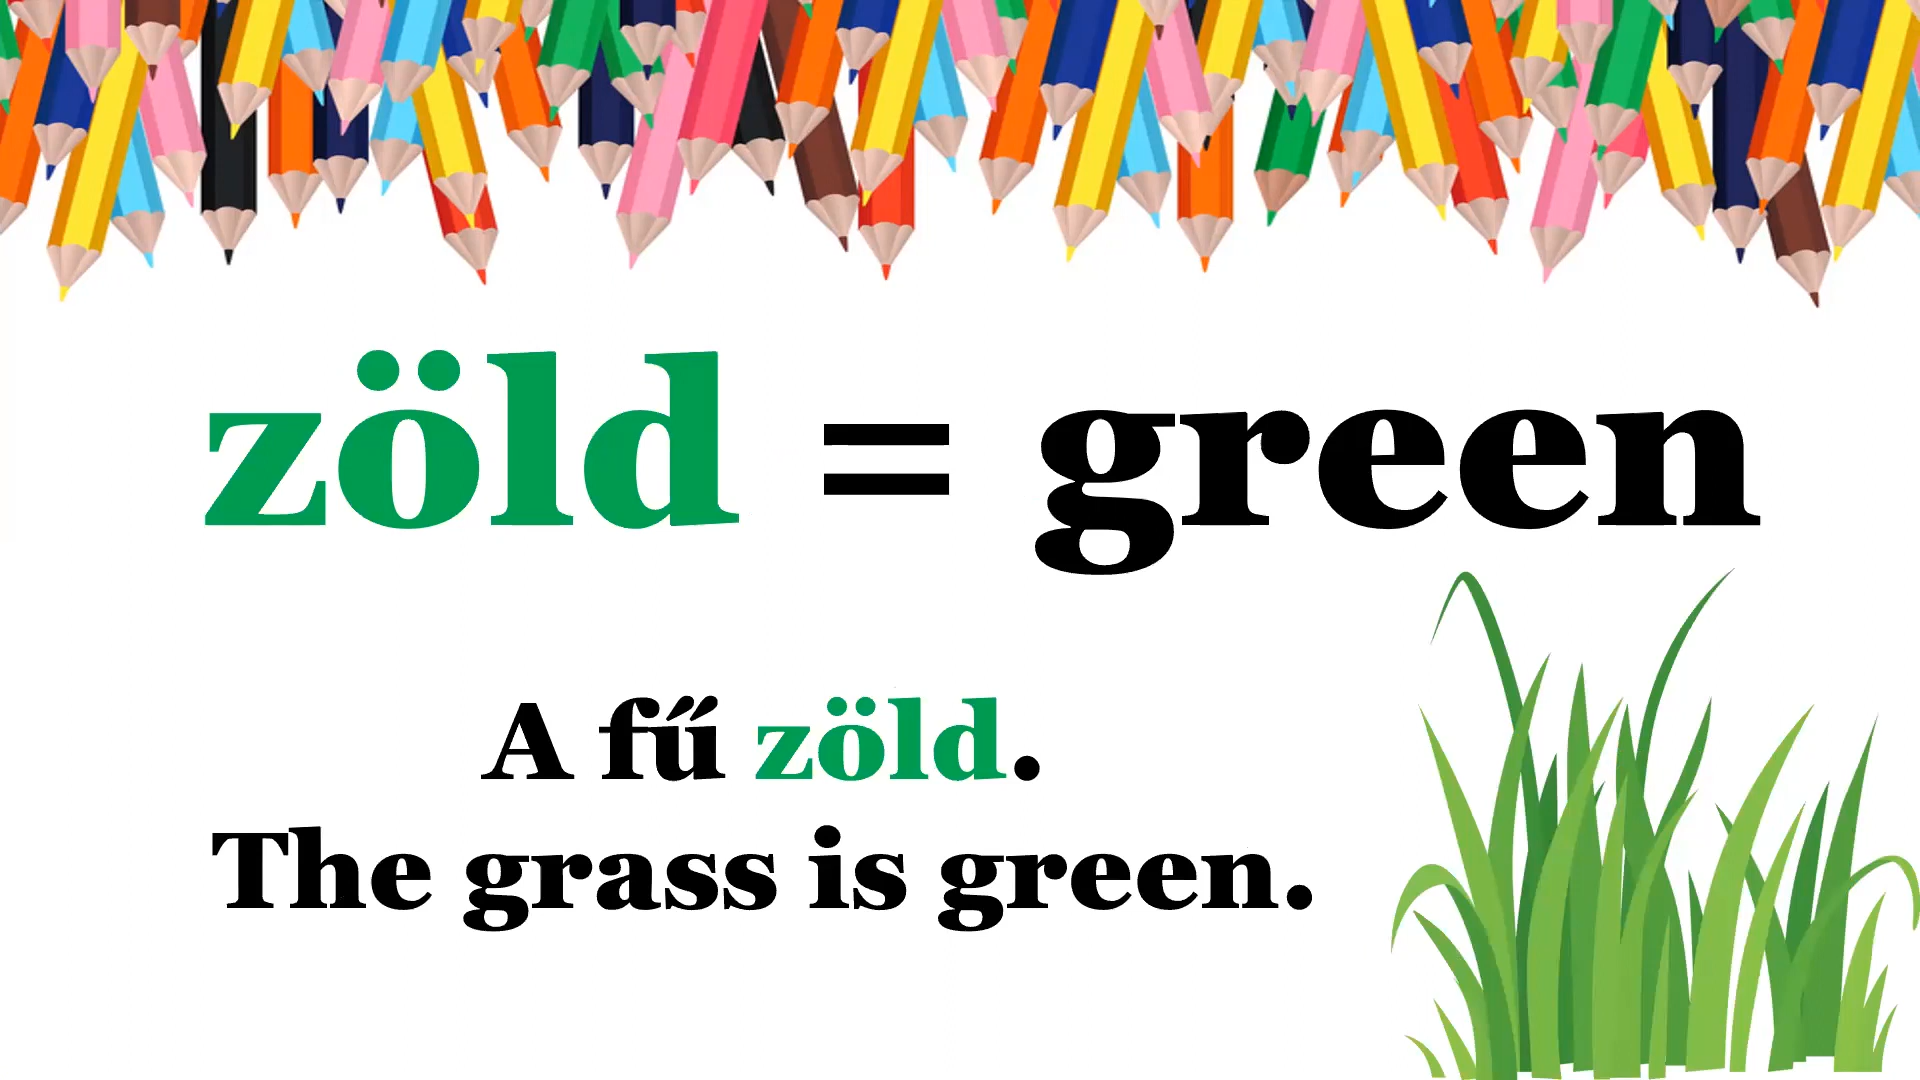 zöld = green
A fű zöld.
The grass is green.